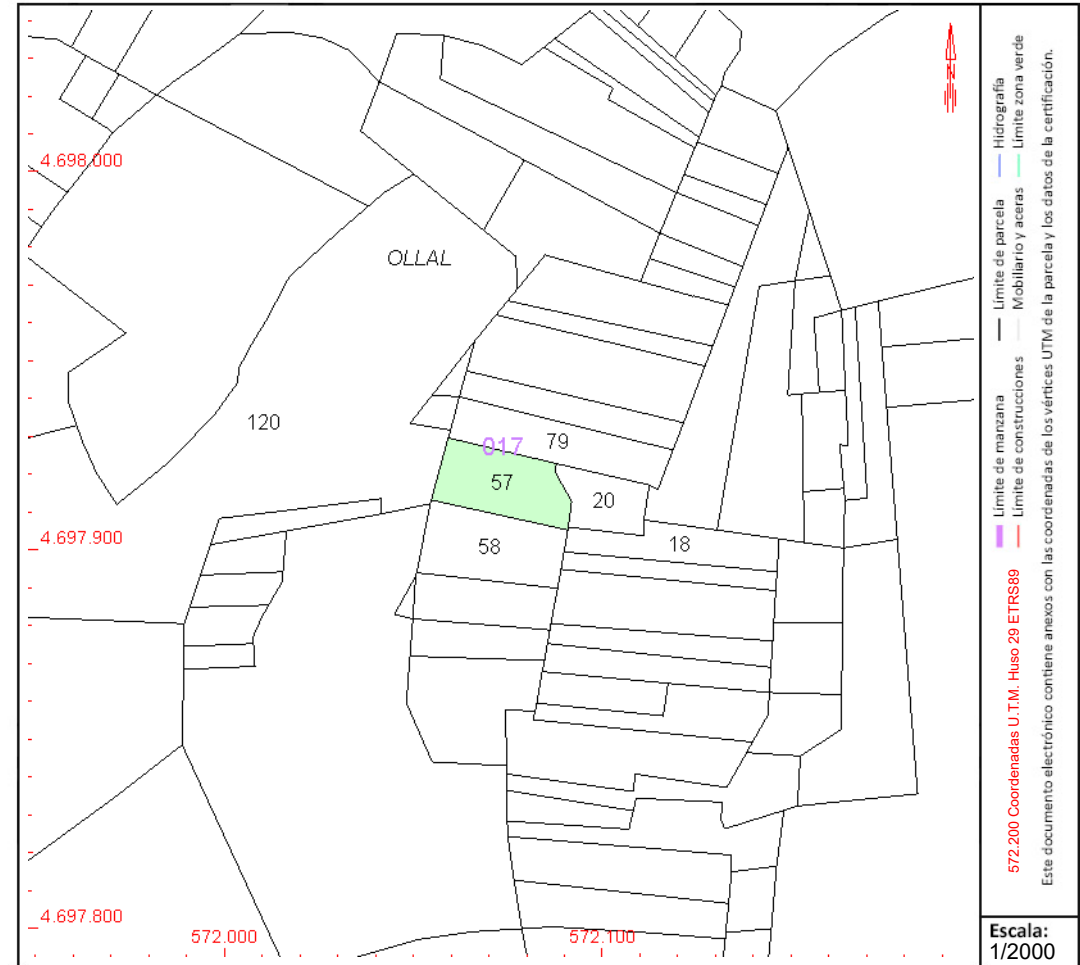 4.698.000
OLLAL
120
017
79
57
20
4.697.900
58
18
4.697.800
572.000
572.100
Límite de manzana
Límite de parcela
Hidrografía
572.200 Coordenadas U.T.M. Huso 29 ETRS89
Límite de construcciones
Mobiliario y aceras
Límite zona verde
Este documento electrónico contiene anexos con las coordenadas de los vértices UTM de la parcela y los datos de la certificación.
Escala:
1/2000